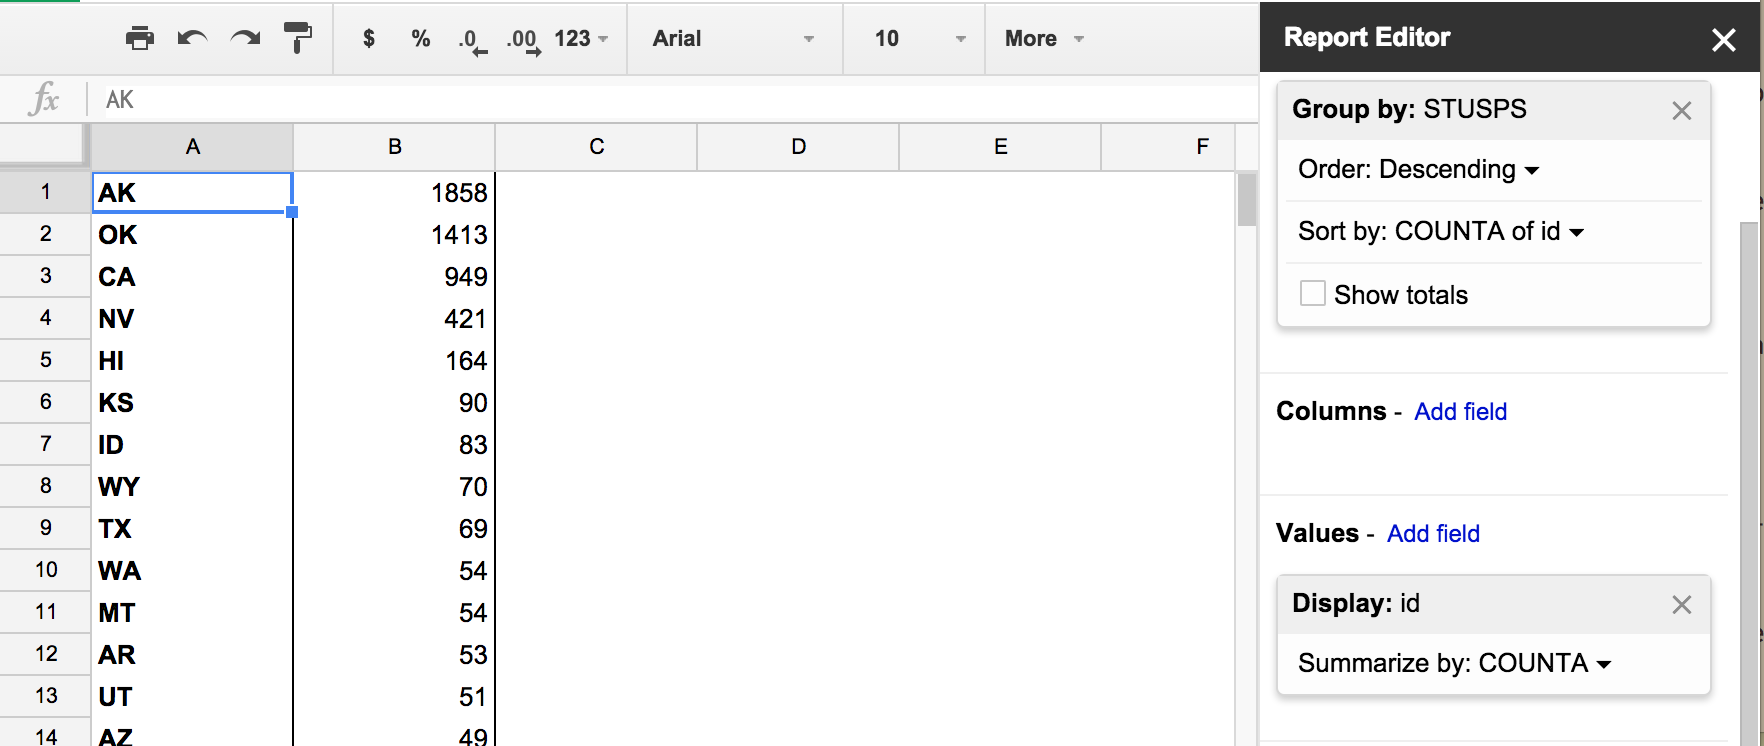 $ % .0 .00 123 Arial 10 More
fx AK
A B C D E F
1 AK 1858
2 OK 1413
3 CA 949
4 NV 421
5 HI 164
6 KS 90
7 ID 83
8 WY 70
9 TX 69
10 WA 54
11 MT 54
12 AR 53
13 UT 51
14 AZ 49
Report Editor
Group by: STUSPS
Order: Descending
Sort by: COUNTA of id
Show totals
Columns - Add field
Values - Add field
Display: id
Summarize by: COUNTA